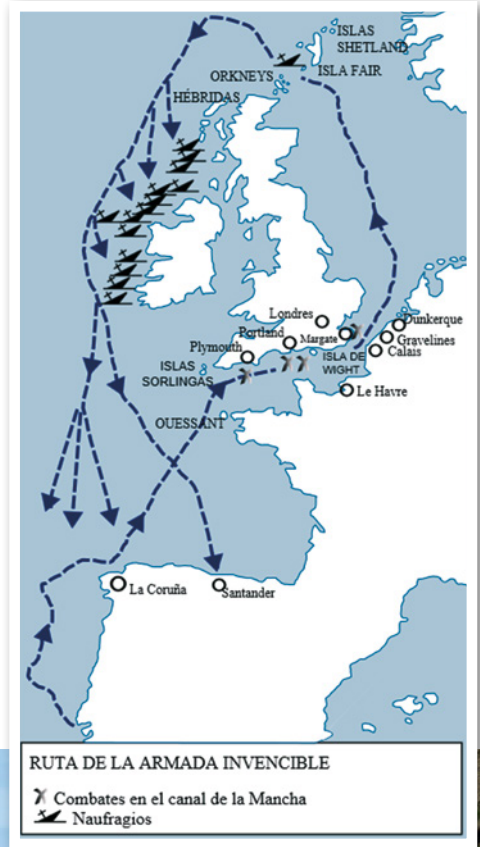 ISLAS
SHETLAND
ORKNEYS
ISLA FAIR
HÉBRIDAS
Londres
Portland
Margate
Dunkerque
Plymouth
Gravelines
ISLA DE
WIGHT
Calais
ISLAS
SORLINGAS
Le Havre
OUESSANT
La Coruña
Santander
RUTA DE LA ARMADA INVENCIBLE
Combates en el canal de la Mancha
Naufragios